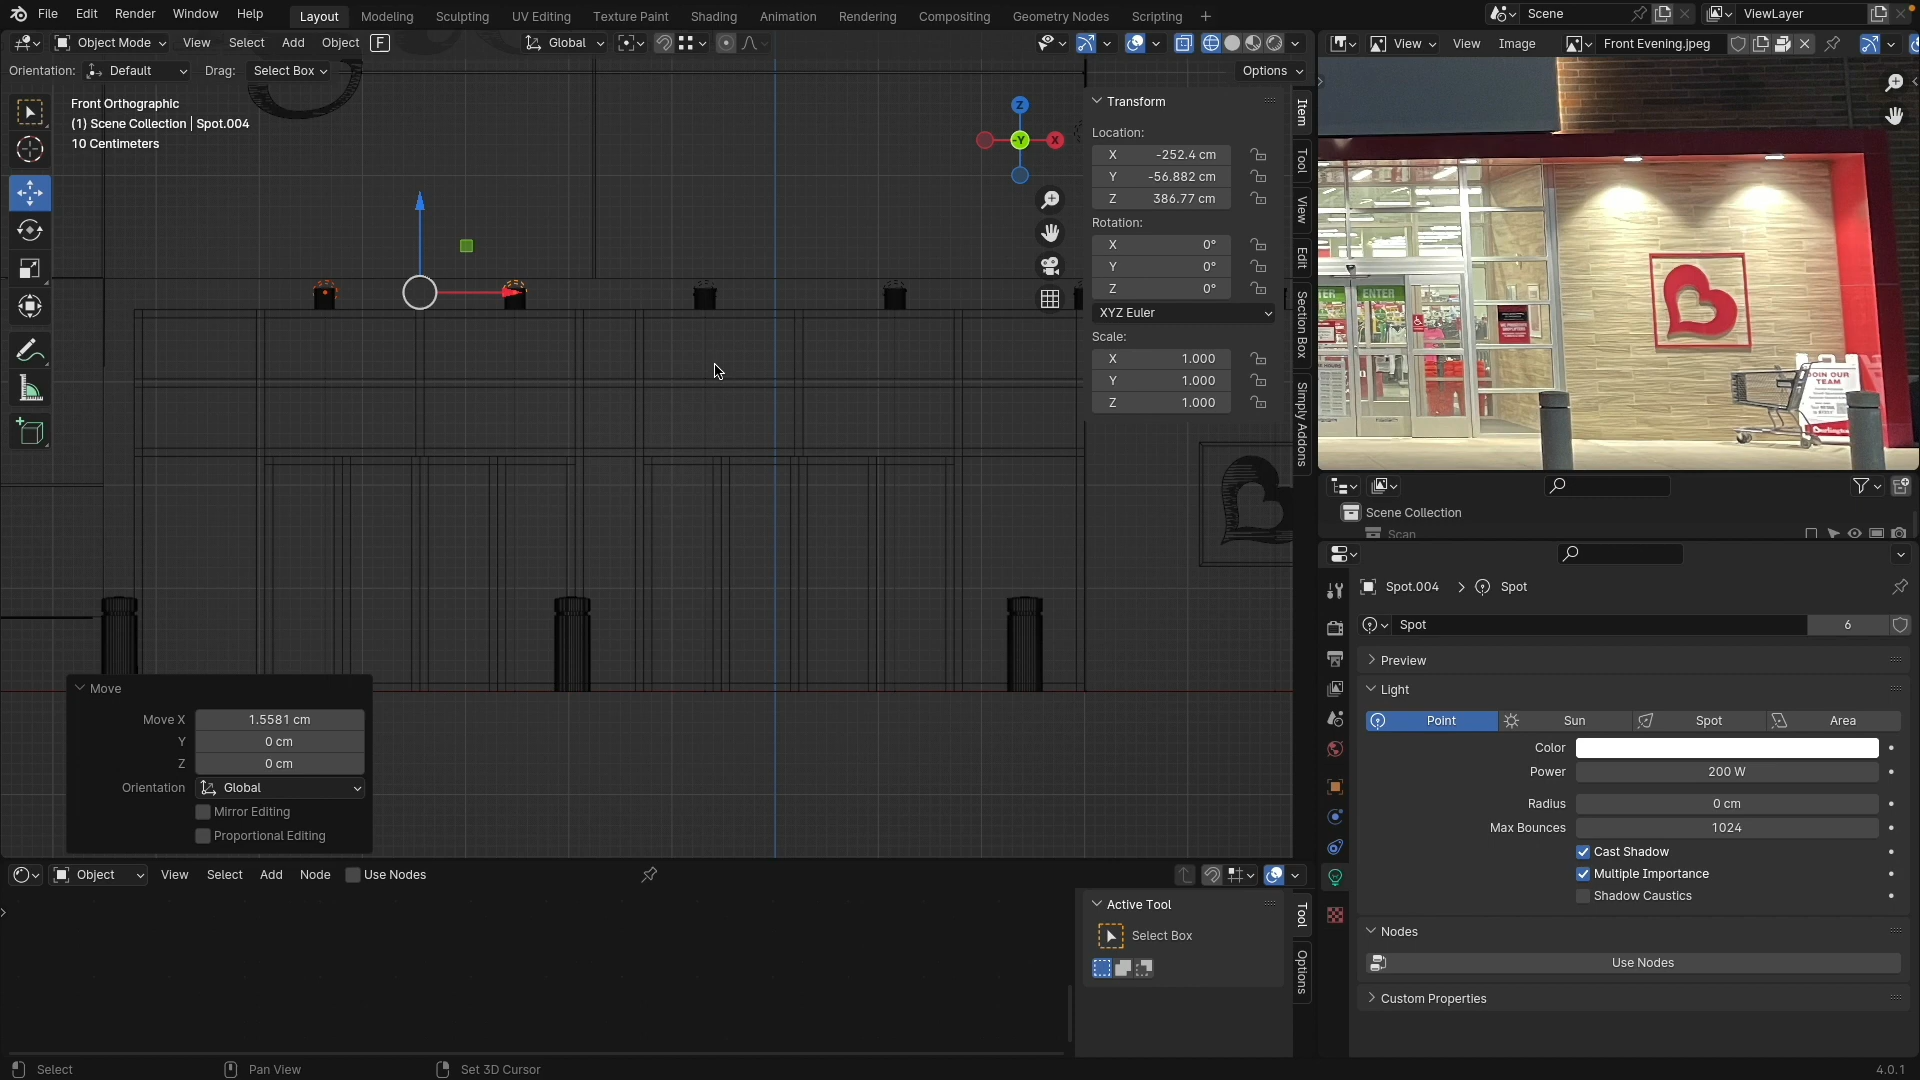 File Edit Render Window Help Layout Modeling Sculpting UV Editing Texture Paint Shading Animation Rendering Compositing Geometry Nodes Scripting + Scene ViewLayer
Object Mode View Select Add Object F Global View View Image Front Evening.jpeg
Orientation: Default Drag: Select Box Options
Front Orthographic
(1) Scene Collection | Spot.004
10 Centimeters
Z
-Y
X
Transform
Location:
X -252.4 cm
Y -56.882 cm
Z 386.77 cm
Rotation:
X 0°
Y 0°
Z 0°
XYZ Euler
Scale:
X 1.000
Y 1.000
Z 1.000
Item
Tool
View
Edit
Section Box
Simply Addons
ENTER
JOIN OUR
TEAM
Burlington
Scene Collection
Scan
Spot.004 > Spot
Spot 6
Preview
Light
Point Sun Spot Area
Color
Power 200 W
Radius 0 cm
Max Bounces 1024
Cast Shadow
Multiple Importance
Shadow Caustics
Nodes
Use Nodes
Custom Properties
Move
Move X 1.5581 cm
Y 0 cm
Z 0 cm
Orientation Global
Mirror Editing
Proportional Editing
Object View Select Add Node Use Nodes
Active Tool
Select Box
Tool
Options
Select Pan View Set 3D Cursor 4.0.1